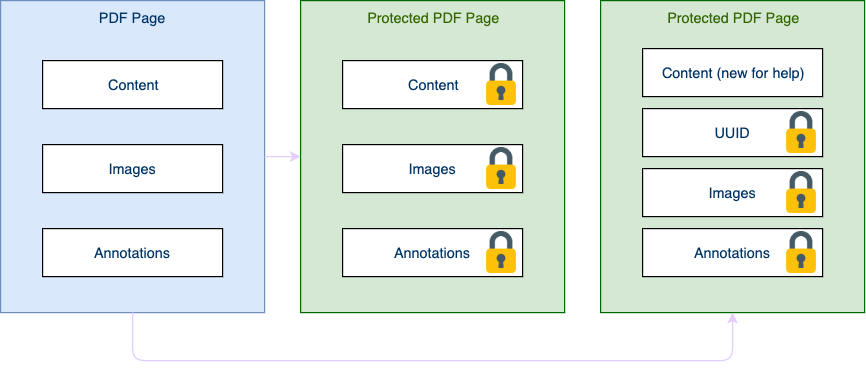 PDF Page
Content
Images
Annotations
Protected PDF Page
Content
Images
Annotations
Protected PDF Page
Content (new for help)
UUID
Images
Annotations